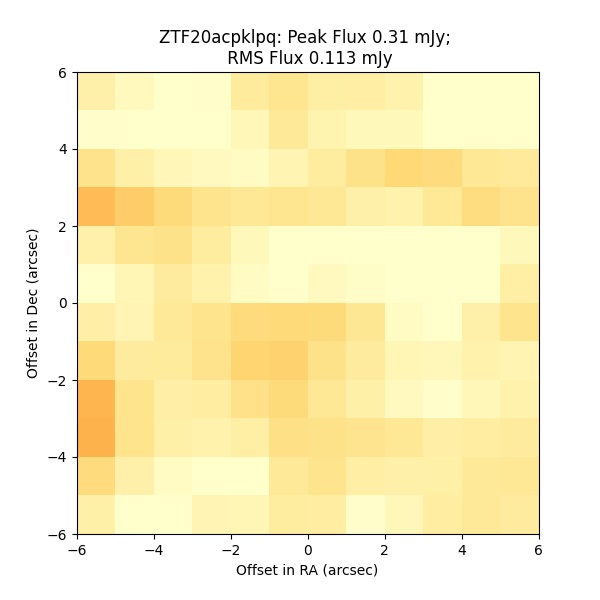 ZTF20acpklpq: Peak Flux 0.31 mJy;
RMS Flux 0.113 mJy
6
4
2
0
−2
−4
−6
Offset in Dec (arcsec)
−6 −4 −2 0 2 4 6
Offset in RA (arcsec)